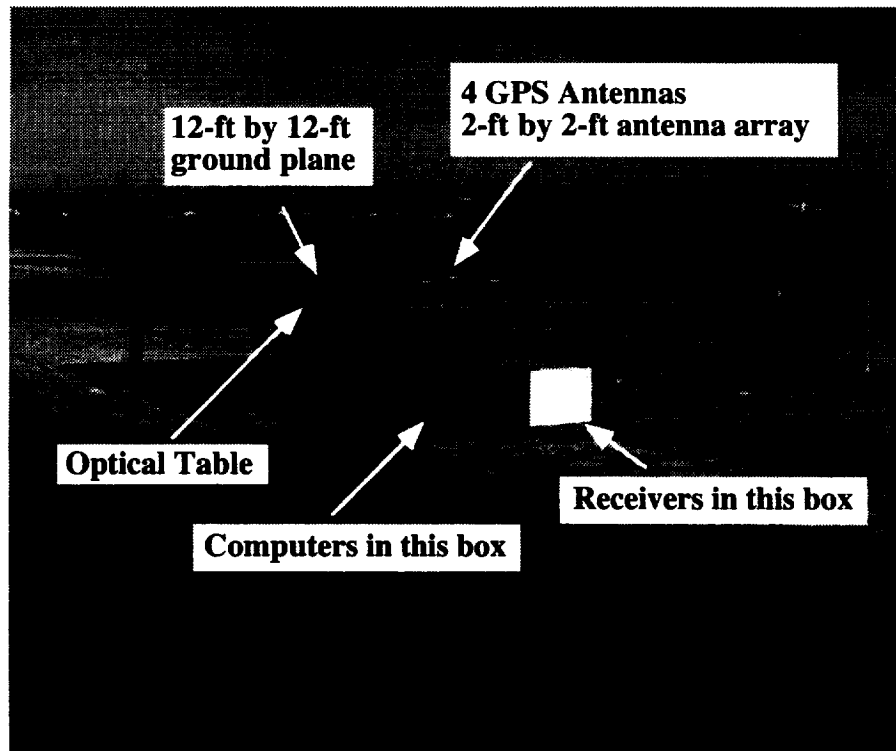 4 GPS Antennas
2-ft by 2-ft antenna array
12-ft by 12-ft
ground plane
Optical Table
Receivers in this box
Computers in this box